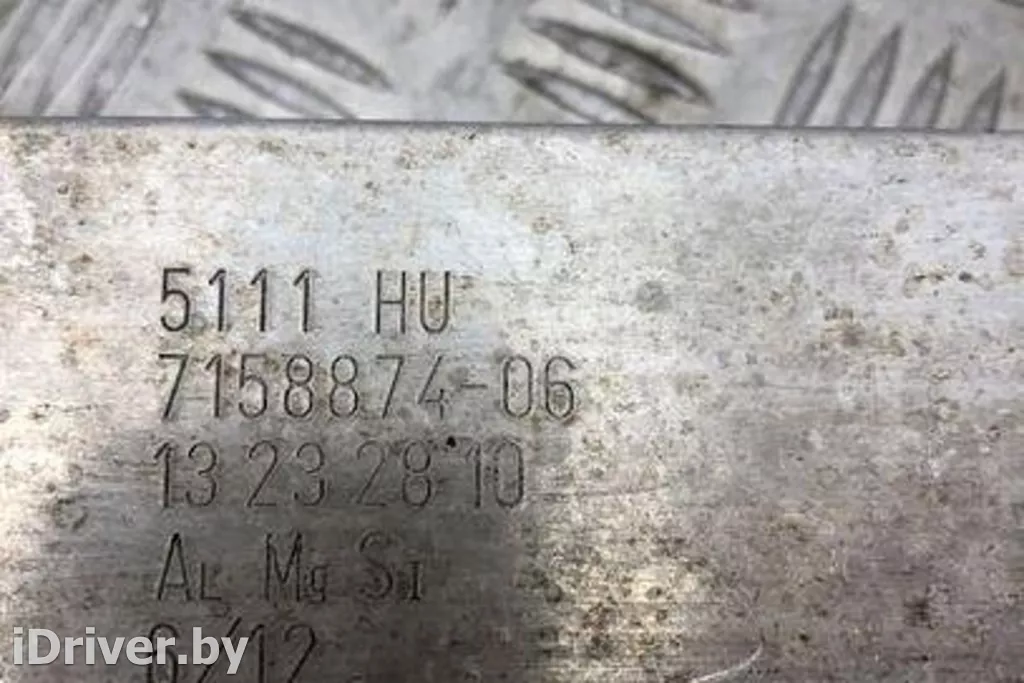 5111 HU
7158874-06
13 23 28 10
AL Mg SI
iDriver.by